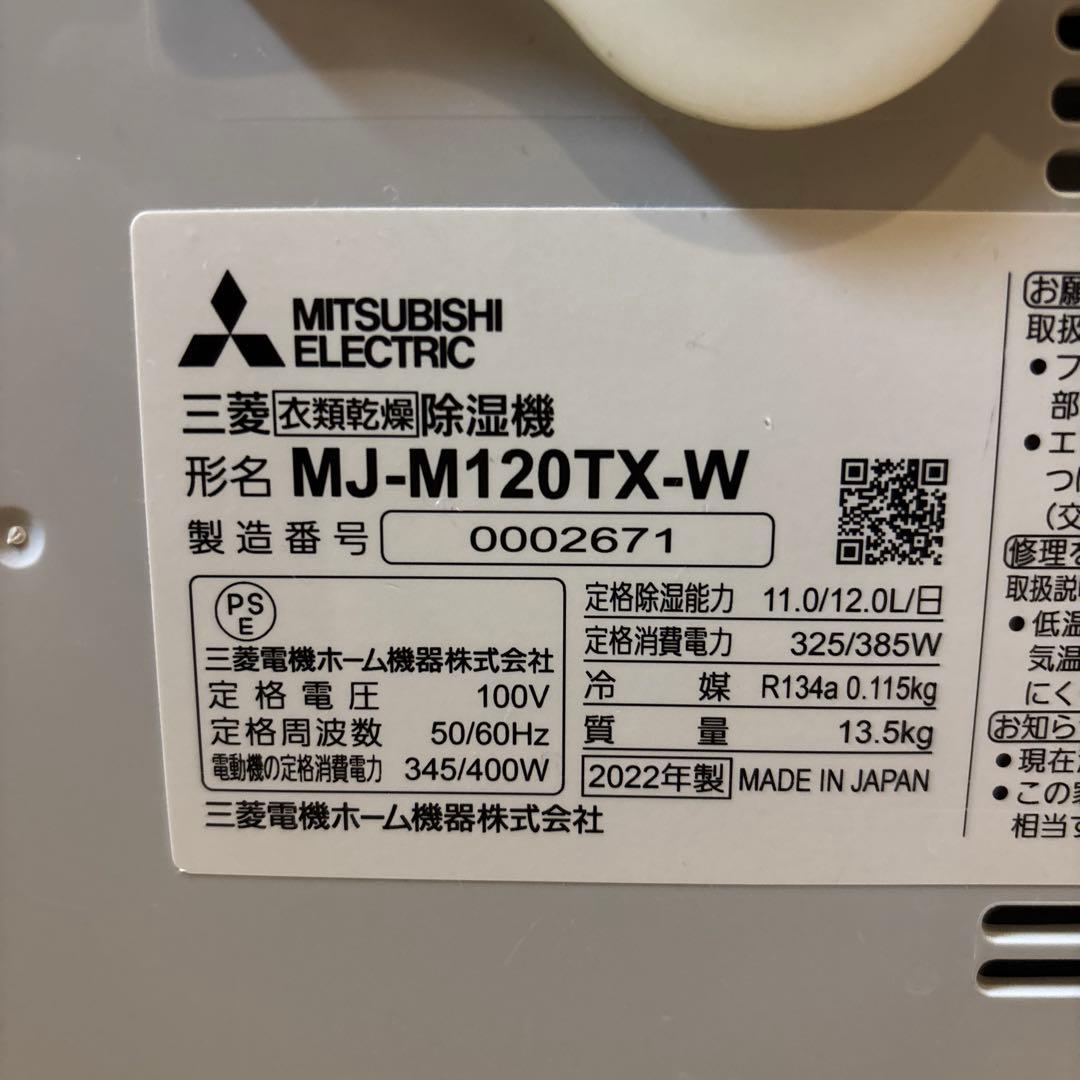 MITSUBISHI
ELECTRIC
三菱衣類乾燥除湿機
形名 MJ-M120TX-W
製造番号 0002671
PSE
三菱電機ホーム機器株式会社
定格電圧 100V
定格周波数 50/60Hz
電動機の定格消費電力 345/400W
三菱電機ホーム機器株式会社
定格除湿能力 11.0/12.0L/日
定格消費電力 325/385W
冷媒 R134a 0.115kg
質量 13.5kg
2022年製 MADE IN JAPAN
お願
取扱
●フ
部
●エ
つ
(交
修理を
取扱説
●低温
気温
にく
お知ら
●現在
●この
相当す